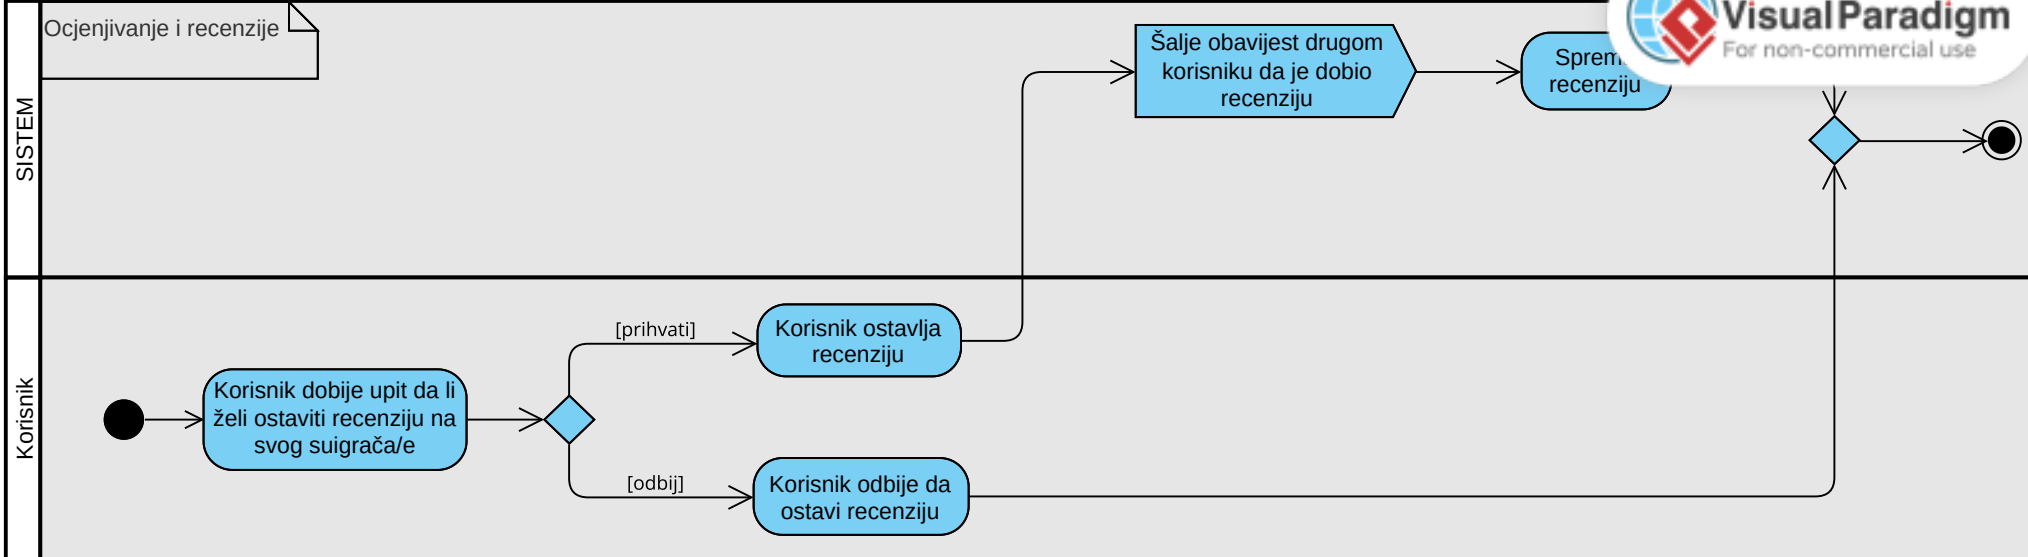 Ocjenjivanje i recenzije
SISTEM
Šalje obavijest drugom
korisniku da je dobio
recenziju
recenziju
Visual Paradigm
For non-commercial use
Korisnik
Korisnik dobije upit da li
želi ostaviti recenziju na
svog suigrača/e
[prihvati]
Korisnik ostavlja
recenziju
[odbij]
Korisnik odbije da
ostavi recenziju